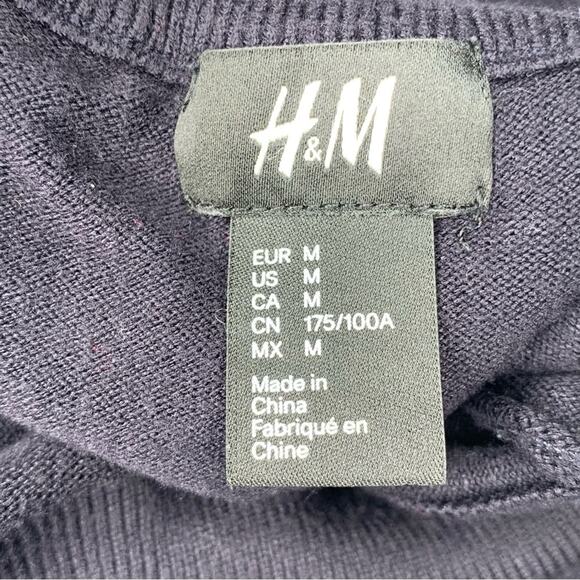 H&M
EUR M
US M
CA M
CN 175/100A
MX M
Made in
China
Fabriqué en
Chine